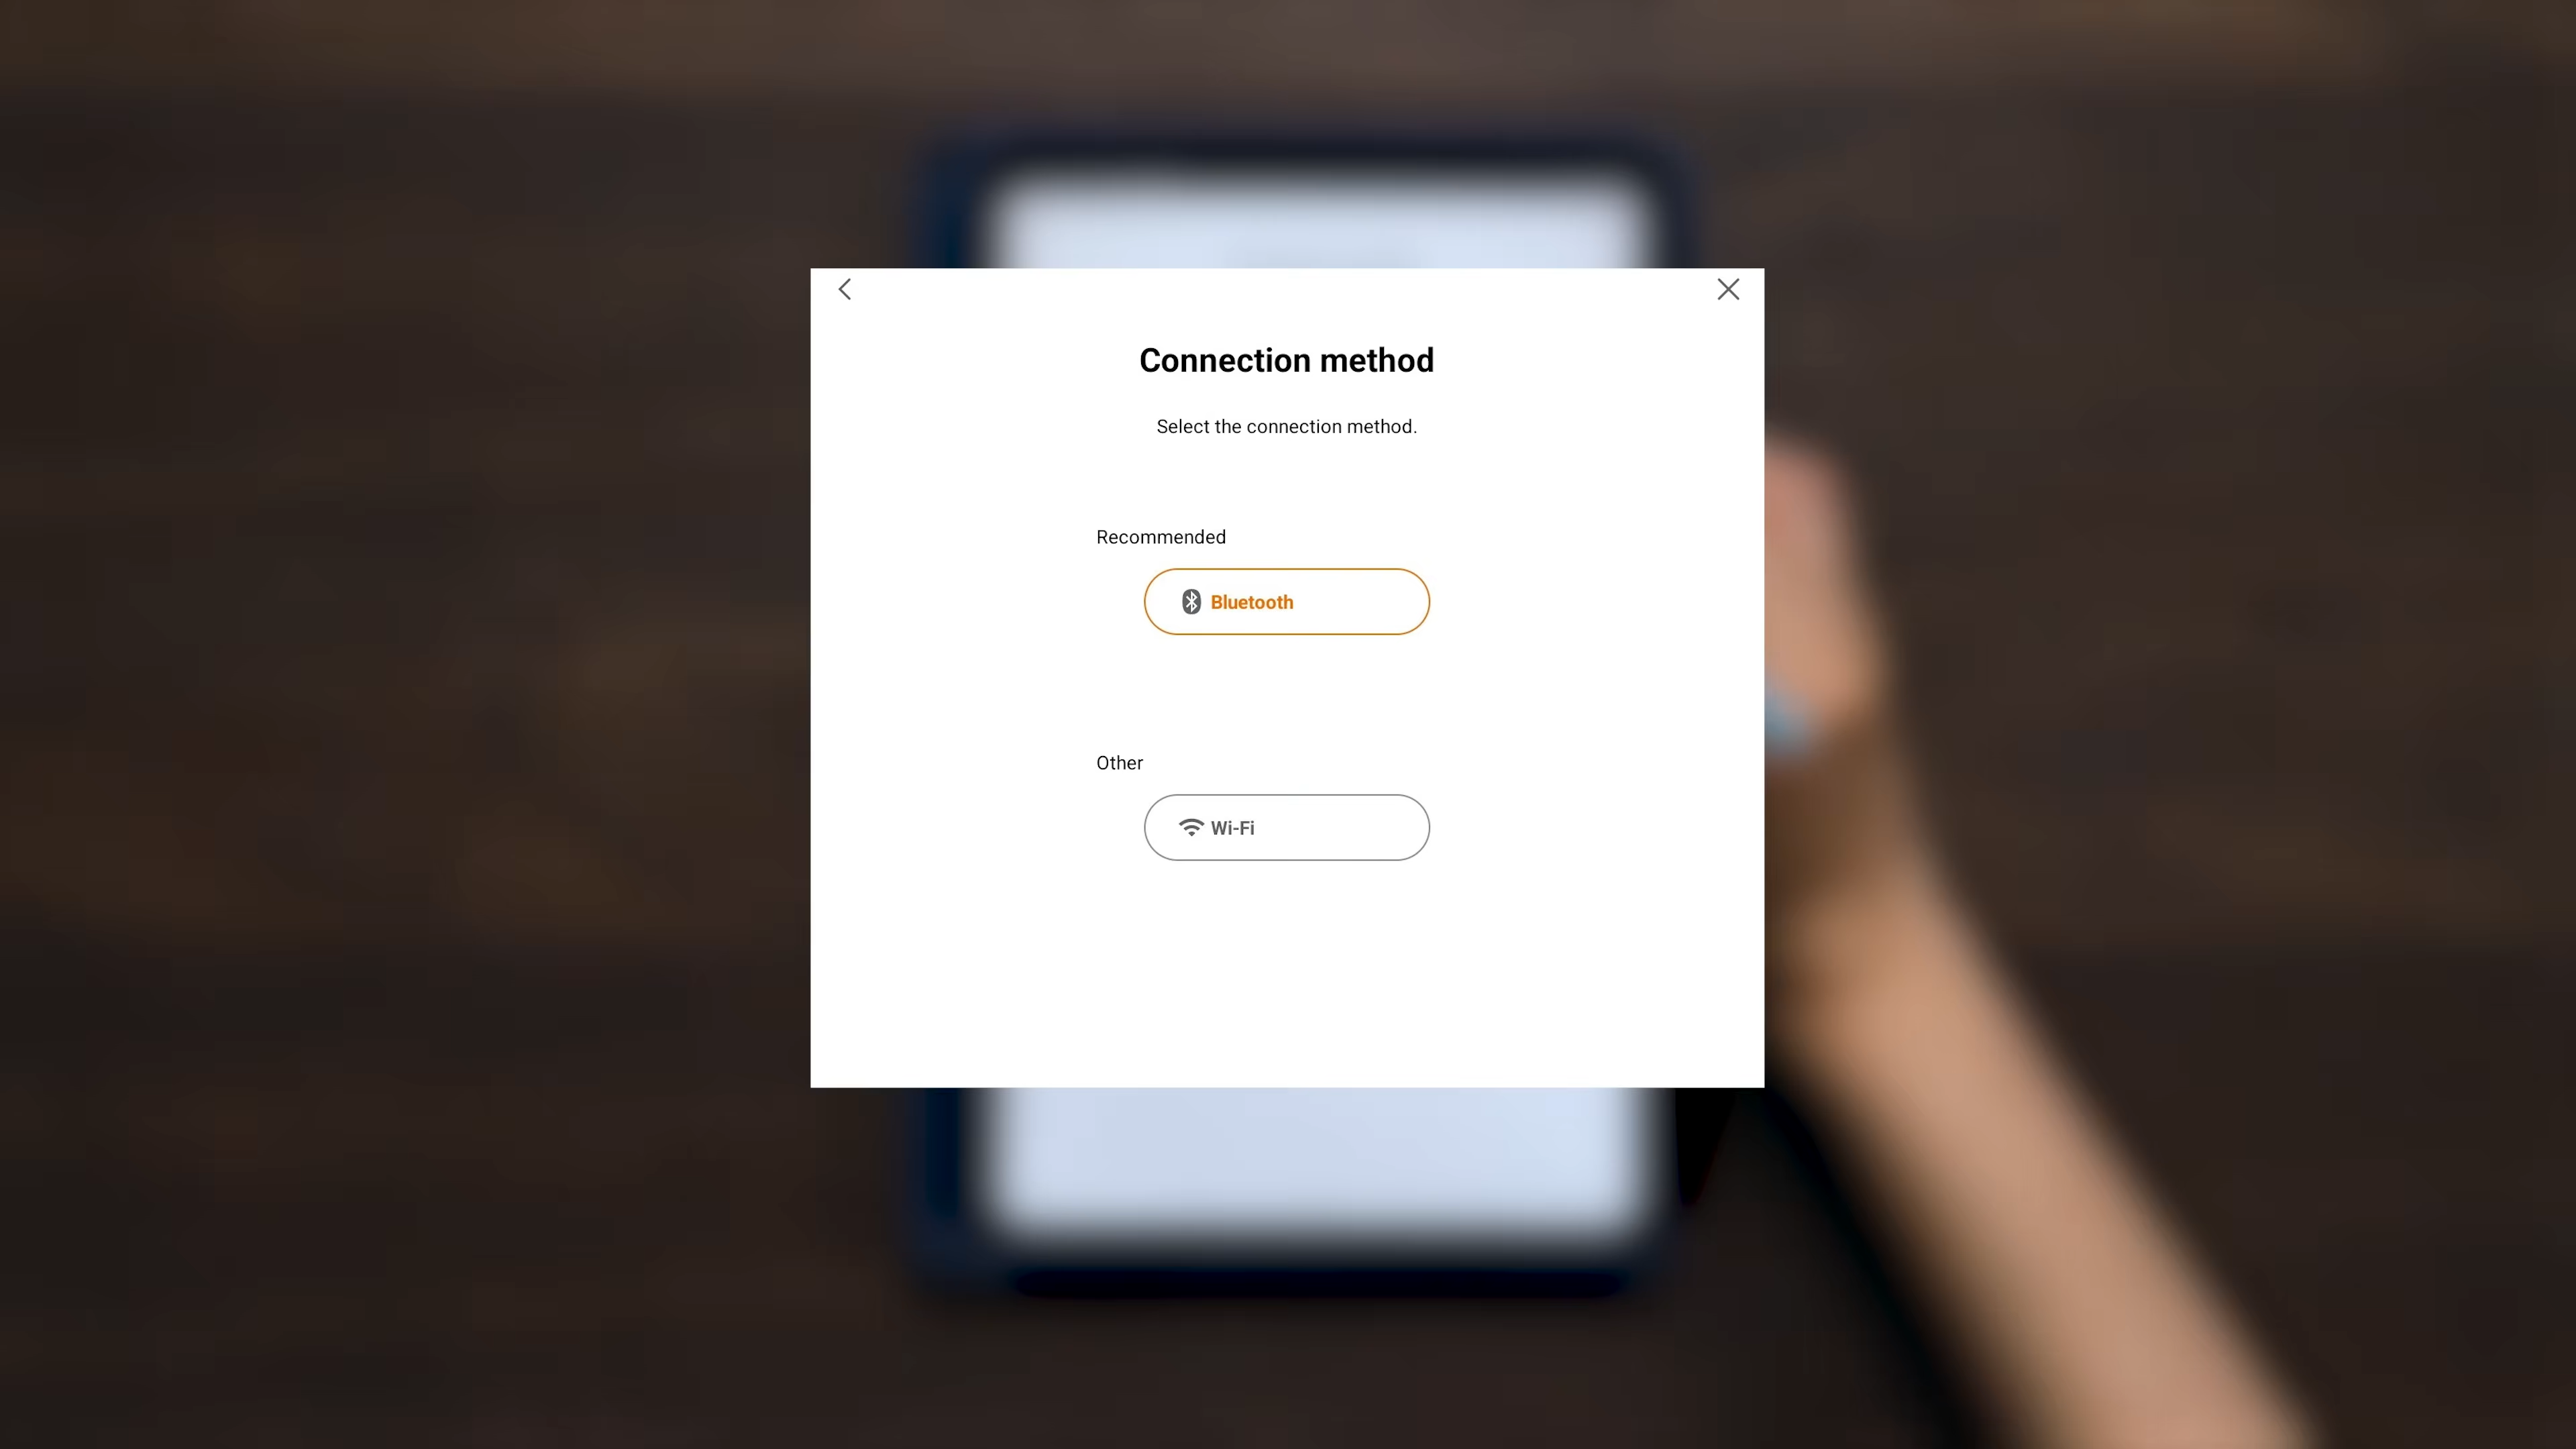 Connection method
Select the connection method.
Recommended
Bluetooth
Other
Wi-Fi